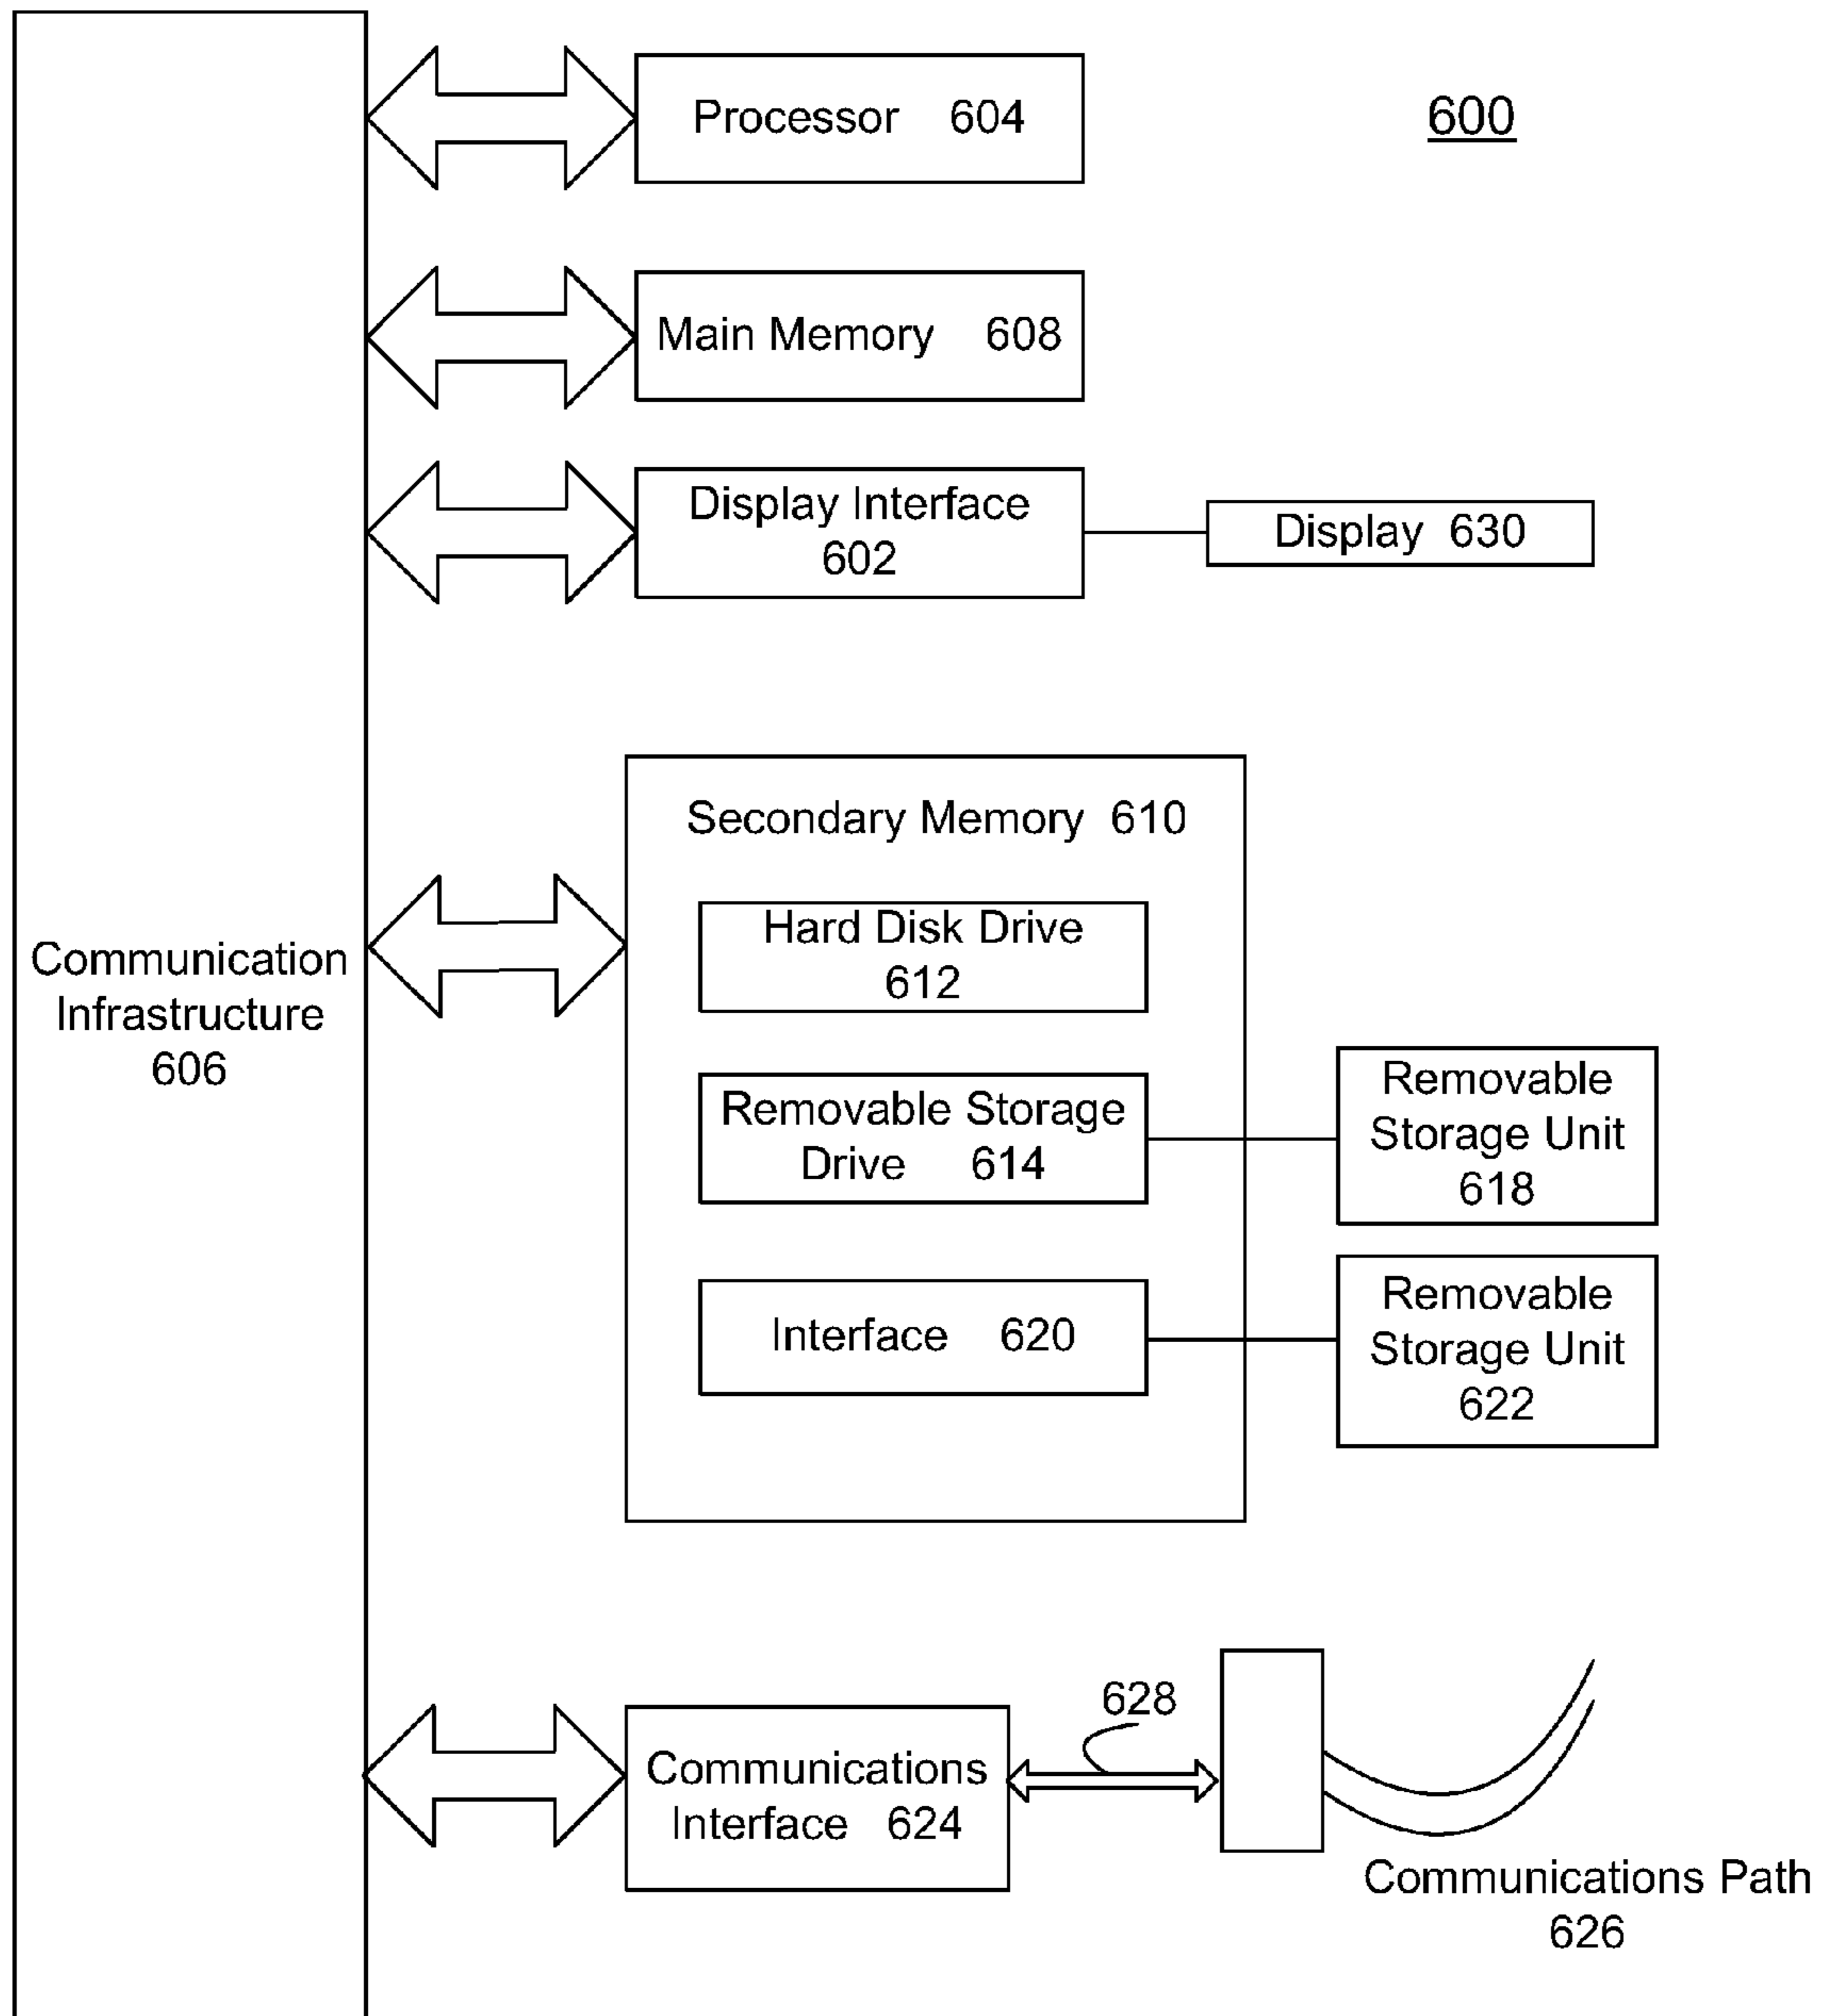 Processor 604
600
Main Memory 608
Display Interface
602
Display 630
Secondary Memory 610
Hard Disk Drive
612
Communication
Infrastructure
606
Removable Storage
Drive 614
Removable
Storage Unit
618
Interface 620
Removable
Storage Unit
622
628
Communications
Interface 624
Communications Path
626